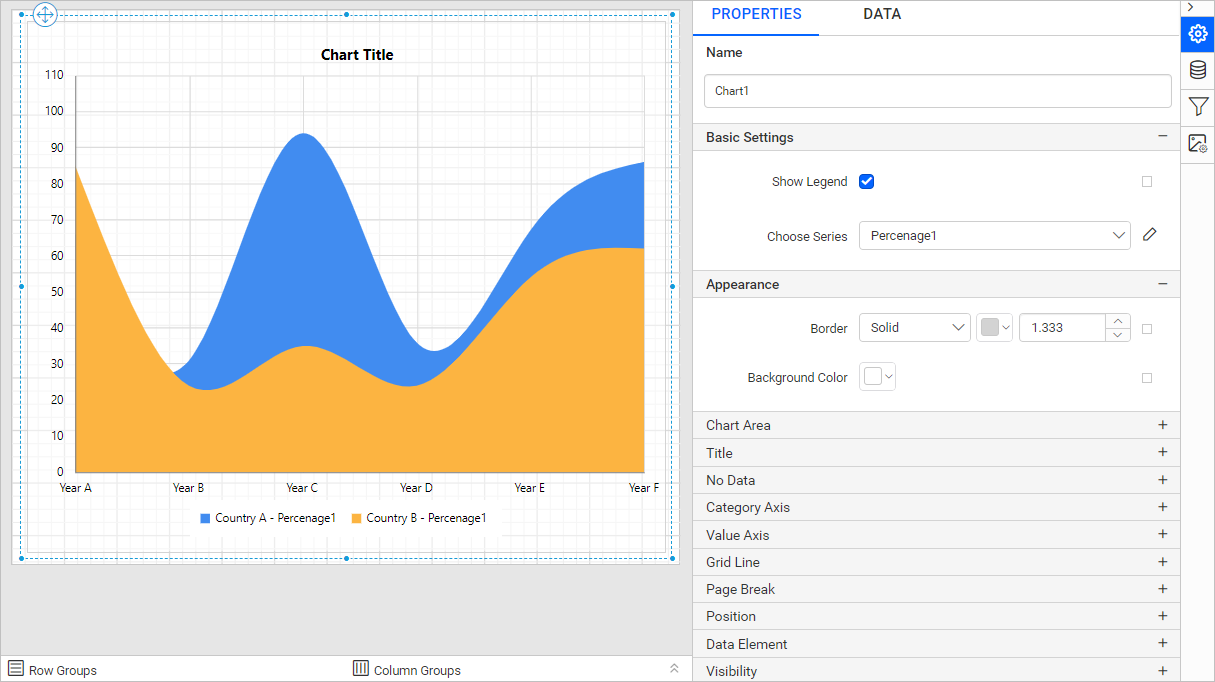 Chart Title
110
100
90
80
70
60
50
40
30
20
10
0
Year A Year B Year C Year D Year E Year F
Country A - Percenage1 Country B - Percenage1
Row Groups Column Groups
PROPERTIES DATA
Name
Chart1
Basic Settings
Show Legend
Choose Series Percenage1
Appearance
Border Solid 1.333
Background Color
Chart Area
Title
No Data
Category Axis
Value Axis
Grid Line
Page Break
Position
Data Element
Visibility